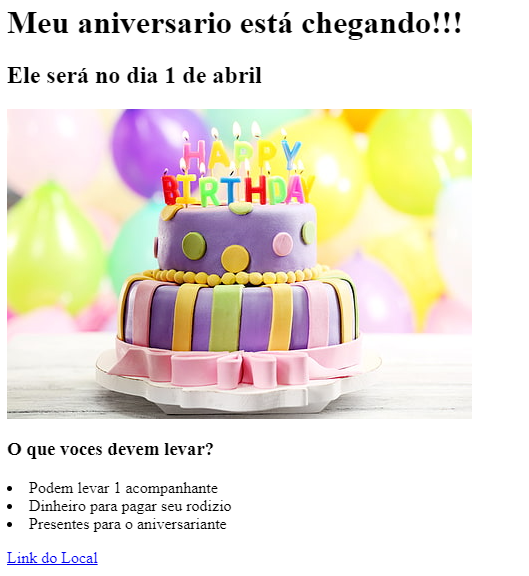 Meu aniversario está chegando!!!
Ele será no dia 1 de abril
HAPPY
BIRTHDAY
O que voces devem levar?
Podem levar 1 acompanhante
Dinheiro para pagar seu rodizio
Presentes para o aniversariante
Link do Local